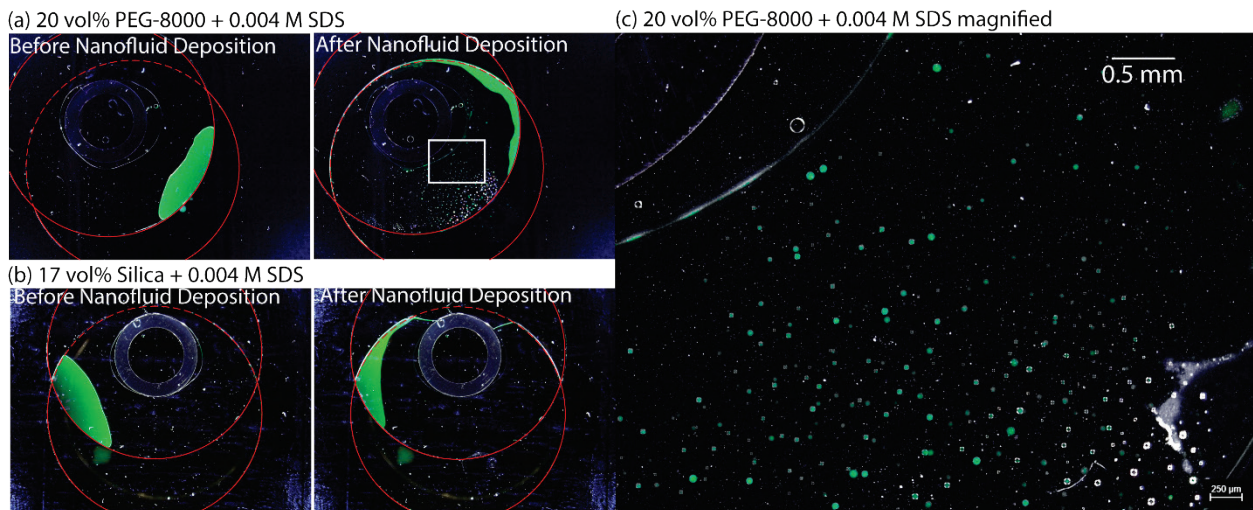 (a) 20 vol% PEG-8000 + 0.004 M SDS
Before Nanofluid Deposition
After Nanofluid Deposition
(b) 17 vol% Silica + 0.004 M SDS
Before Nanofluid Deposition
After Nanofluid Deposition
(c) 20 vol% PEG-8000 + 0.004 M SDS magnified
0.5 mm
250 µm